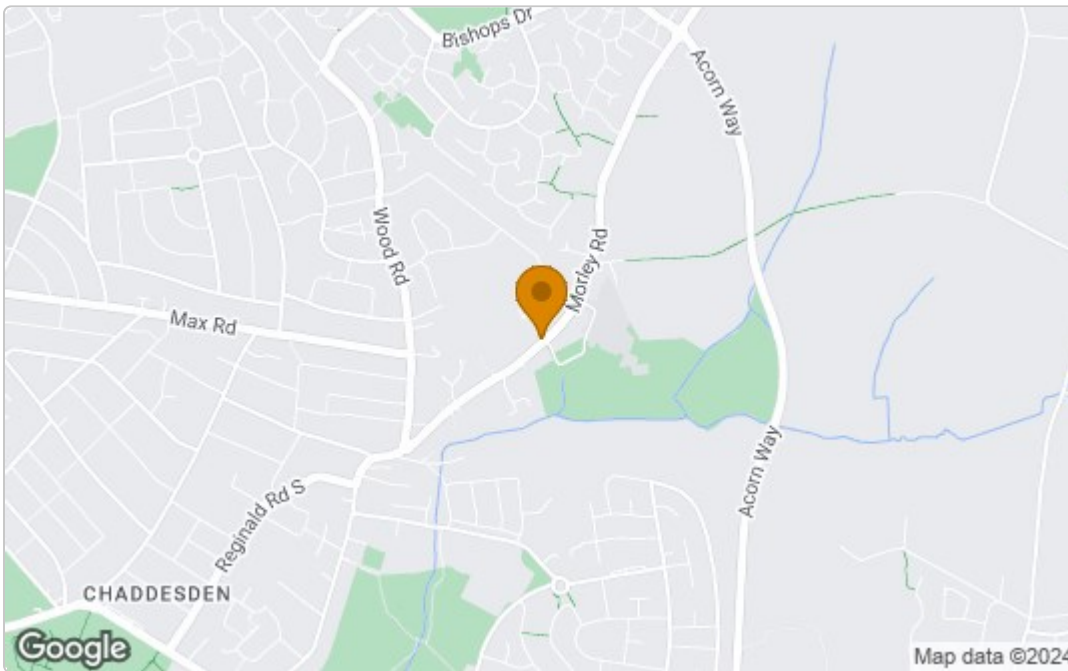 Bishops Dr
Acorn Way
Wood Rd
Morley Rd
Max Rd
Acorn Way
Reginald Rd S
CHADDESDEN
Google
Map data ©2024